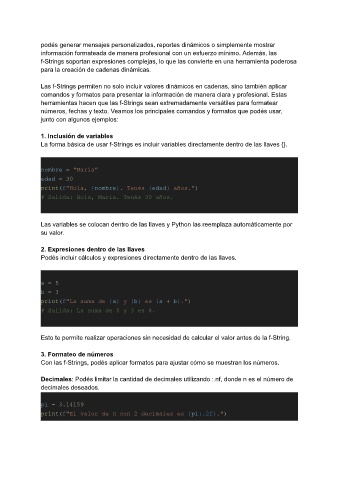 podés generar mensajes personalizados, reportes dinámicos o simplemente mostrar
información formateada de manera profesional con un esfuerzo mínimo. Además, las
f-Strings soportan expresiones complejas, lo que las convierte en una herramienta poderosa
para la creación de cadenas dinámicas.
Las f-Strings permiten no solo incluir valores dinámicos en cadenas, sino también aplicar
comandos y formatos para presentar la información de manera clara y profesional. Estas
herramientas hacen que las f-Strings sean extremadamente versátiles para formatear
números, fechas y texto. Veamos los principales comandos y formatos que podés usar,
junto con algunos ejemplos:
1. Inclusión de variables
La forma básica de usar f-Strings es incluir variables directamente dentro de las llaves {}.
nombre = "María"
edad = 30
print(f"Hola, {nombre}. Tenés {edad} años.")
# Salida: Hola, María. Tenés 30 años.
Las variables se colocan dentro de las llaves y Python las reemplaza automáticamente por
su valor.
2. Expresiones dentro de las llaves
Podés incluir cálculos y expresiones directamente dentro de las llaves.
a = 5
b = 3
print(f"La suma de {a} y {b} es {a + b}.")
# Salida: La suma de 5 y 3 es 8.
Esto te permite realizar operaciones sin necesidad de calcular el valor antes de la f-String.
3. Formateo de números
Con las f-Strings, podés aplicar formatos para ajustar cómo se muestran los números.
Decimales: Podés limitar la cantidad de decimales utilizando :.nf, donde n es el número de
decimales deseados.
pi = 3.14159
print(f"El valor de π con 2 decimales es {pi:.2f}.")